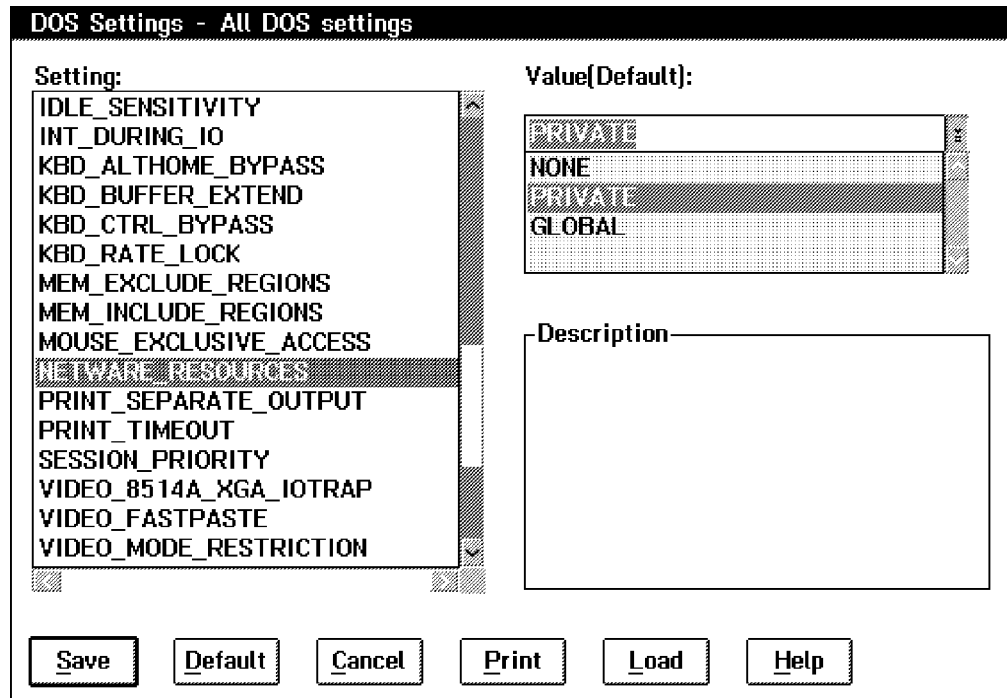 DOS Settings - All DOS settings
Setting:
IDLE_SENSITIVITY
INT_DURING_IO
KBD_ALTHOME_BYPASS
KBD_BUFFER_EXTEND
KBD_CTRL_BYPASS
KBD_RATE_LOCK
MEM_EXCLUDE_REGIONS
MEM_INCLUDE_REGIONS
MOUSE_EXCLUSIVE_ACCESS
NETWARE_RESOURCES
PRINT_SEPARATE_OUTPUT
PRINT_TIMEOUT
SESSION_PRIORITY
VIDEO_8514A_XGA_IOTRAP
VIDEO_FASTPASTE
VIDEO_MODE_RESTRICTION
Value(Default):
PRIVATE
NONE
PRIVATE
GLOBAL
Description
Save Default Cancel Print Load Help